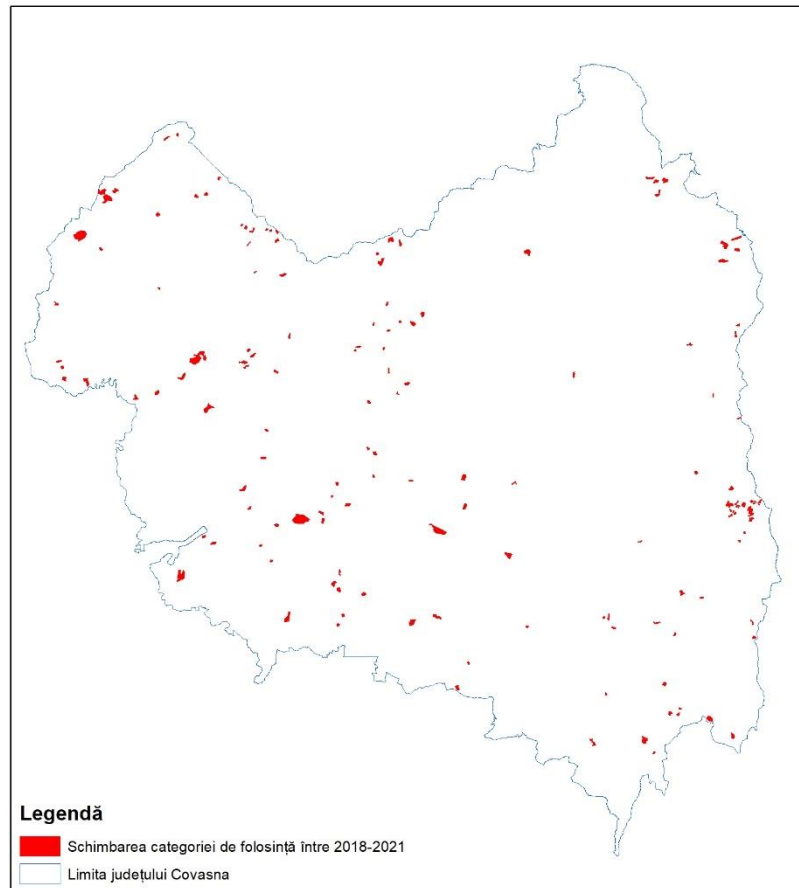 Legendă
Schimbarea categoriei de folosință între 2018-2021
Limita județului Covasna